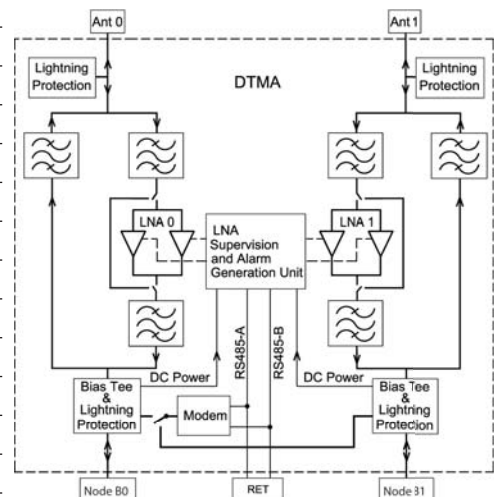 Ant 0
Ant 1
Lightning
Protection
DTMA
Lightning
Protection
LNA 0
LNA
Supervision
and Alarm
Generation Unit
LNA 1
DC Power
RS485-A
RS485-B
DC Power
Bias Tee
&
Lightning
Protection
Modem
Bias Tee
&
Lightning
Protection
Node B0
RET
Node B1